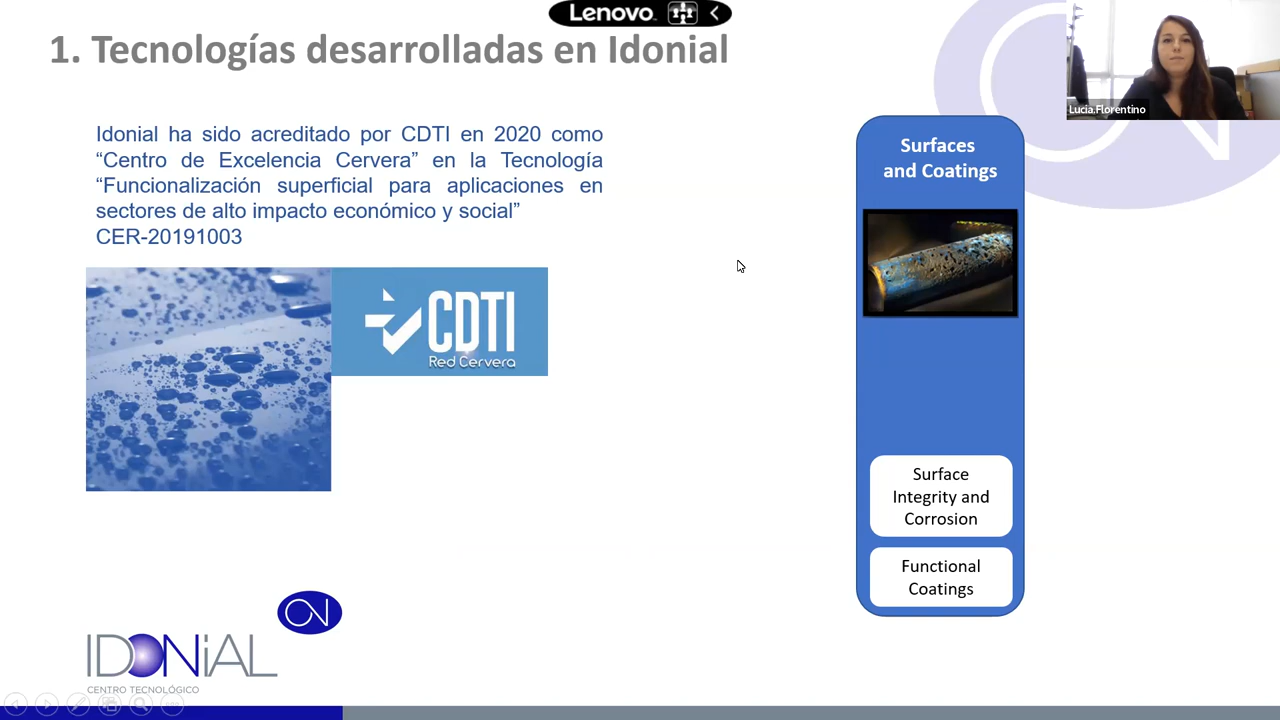 Lenovo
1. Tecnologías desarrolladas en Idonial
Lucia.Florentino
Idonial ha sido acreditado por CDTI en 2020 como
“Centro de Excelencia Cervera” en la Tecnología
“Funcionalización superficial para aplicaciones en
sectores de alto impacto económico y social”
CER-20191003
CDTI
Red Cervera
Surfaces
and Coatings
Surface
Integrity and
Corrosion
Functional
Coatings
IDONIAL
CENTRO TECNOLÓGICO